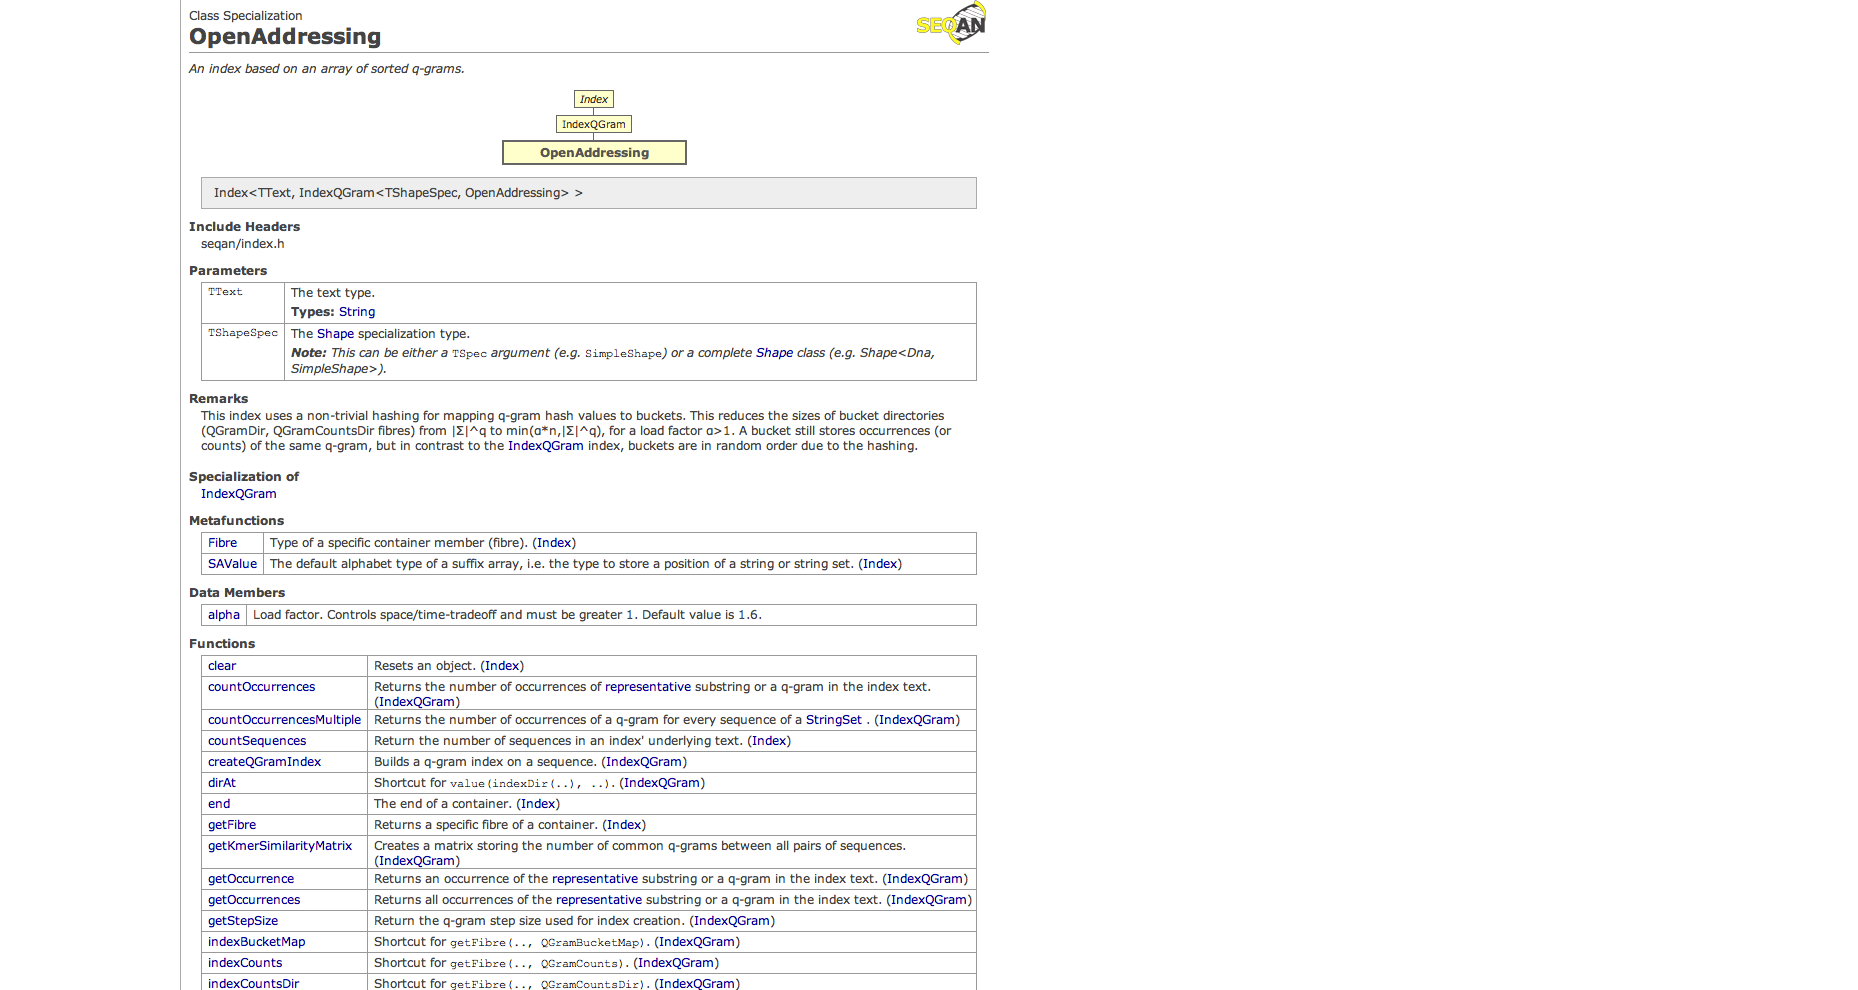 Class Specialization
OpenAddressing
SEQAN
An index based on an array of sorted q-grams.
Index
IndexQGram
OpenAddressing
Index<TText, IndexQGram<TShapeSpec, OpenAddressing> >
Include Headers
seqan/index.h
Parameters
TText The text type.
Types: String
TShapeSpec The Shape specialization type.
Note: This can be either a TSpec argument (e.g. SimpleShape) or a complete Shape class (e.g. Shape<Dna,
SimpleShape>).
Remarks
This index uses a non-trivial hashing for mapping q-gram hash values to buckets. This reduces the sizes of bucket directories
(QGramDir, QGramCountsDir fibres) from |Σ|^q to min(α*n,|Σ|^q), for a load factor α>1. A bucket still stores occurrences (or
counts) of the same q-gram, but in contrast to the IndexQGram index, buckets are in random order due to the hashing.
Specialization of
IndexQGram
Metafunctions
Fibre Type of a specific container member (fibre). (Index)
SAValue The default alphabet type of a suffix array, i.e. the type to store a position of a string or string set. (Index)
Data Members
alpha Load factor. Controls space/time-tradeoff and must be greater 1. Default value is 1.6.
Functions
clear Resets an object. (Index)
countOccurrences Returns the number of occurrences of representative substring or a q-gram in the index text.
(IndexQGram)
countOccurrencesMultiple Returns the number of occurrences of a q-gram for every sequence of a StringSet . (IndexQGram)
countSequences Return the number of sequences in an index' underlying text. (Index)
createQGramIndex Builds a q-gram index on a sequence. (IndexQGram)
dirAt Shortcut for value(indexDir(..), ..). (IndexQGram)
end The end of a container. (Index)
getFibre Returns a specific fibre of a container. (Index)
getKmerSimilarityMatrix Creates a matrix storing the number of common q-grams between all pairs of sequences.
(IndexQGram)
getOccurrence Returns an occurrence of the representative substring or a q-gram in the index text. (IndexQGram)
getOccurrences Returns all occurrences of the representative substring or a q-gram in the index text. (IndexQGram)
getStepSize Return the q-gram step size used for index creation. (IndexQGram)
indexBucketMap Shortcut for getFibre(.., QGramBucketMap). (IndexQGram)
indexCounts Shortcut for getFibre(.., QGramCounts). (IndexQGram)
indexCountsDir Shortcut for getFibre(.., QGramCountsDir). (IndexQGram)